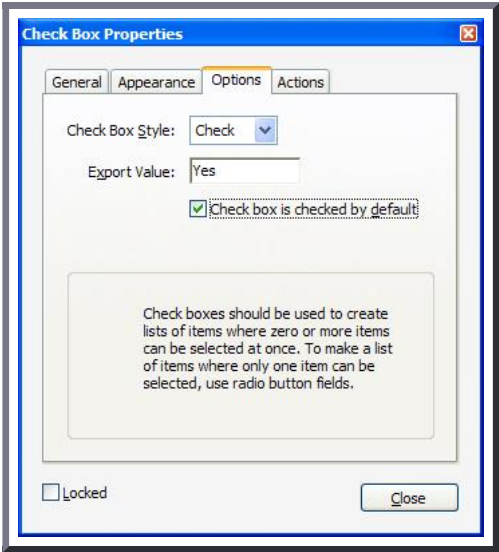 Check Box Properties
General Appearance Options Actions
Check Box Style: Check
Export Value: Yes
Check box is checked by default
Check boxes should be used to create
lists of items where zero or more items
can be selected at once. To make a list
of items where only one item can be
selected, use radio button fields.
Locked Close